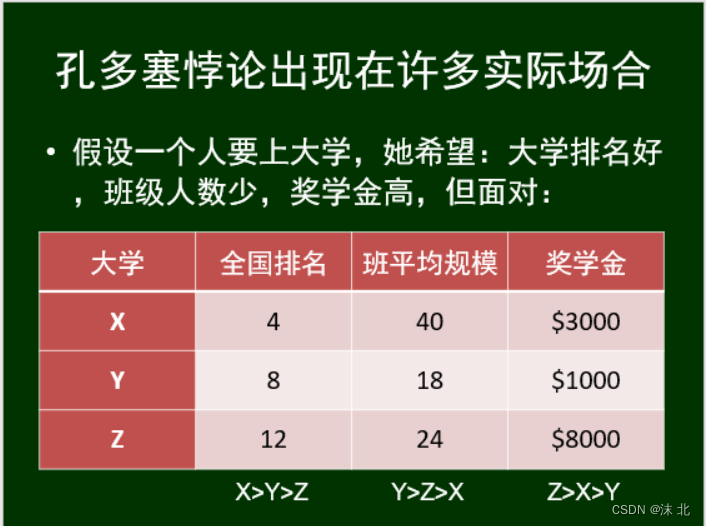 孔多塞悖论出现在许多实际场合
• 假设一个人要上大学，她希望：大学排名好
，班级人数少，奖学金高，但面对：
大学 全国排名 班平均规模 奖学金
X 4 40 $3000
Y 8 18 $1000
Z 12 24 $8000
X>Y>Z Y>Z>X Z>X>Y
CSDN @沫 北